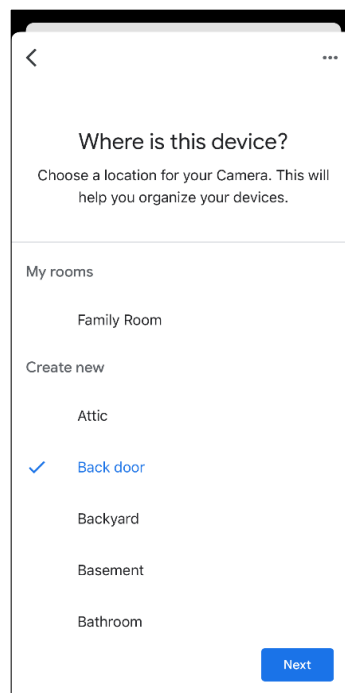 Where is this device?
Choose a location for your Camera. This will
help you organize your devices.
My rooms
Family Room
Create new
Attic
Back door
Backyard
Basement
Bathroom
Next